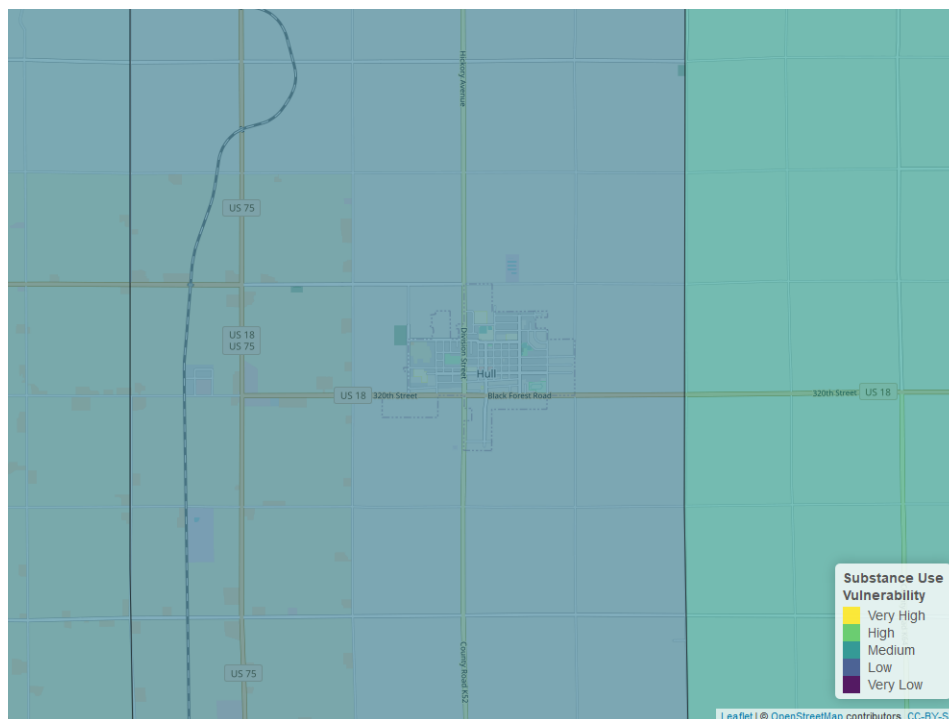 Hickory Avenue
US 75
US 18
US 75
Division Street
Hull
US 18
320th Street
Black Forest Road
320th Street
US 18
County Road K52
US 75
Substance Use
Vulnerability
Very High
High
Medium
Low
Very Low
Leaflet | © OpenStreetMap contributors, CC-BY-S